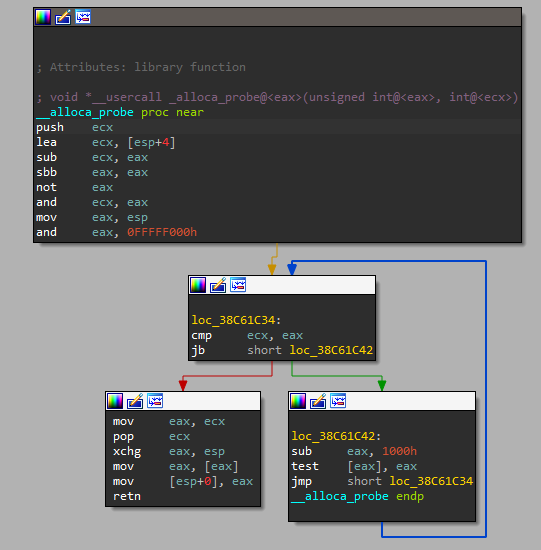 ; Attributes: library function
; void *__usercall _alloca_probe@<eax>(unsigned int@<eax>, int@<ecx>)
__alloca_probe proc near
push ecx
lea ecx, [esp+4]
sub ecx, eax
sbb eax, eax
not eax
and ecx, eax
mov eax, esp
and eax, 0FFFFF000h
loc_38C61C34:
cmp ecx, eax
jb short loc_38C61C42
mov eax, ecx
pop ecx
xchg eax, esp
mov eax, [eax]
mov [esp+0], eax
retn
loc_38C61C42:
sub eax, 1000h
test [eax], eax
jmp short loc_38C61C34
__alloca_probe endp